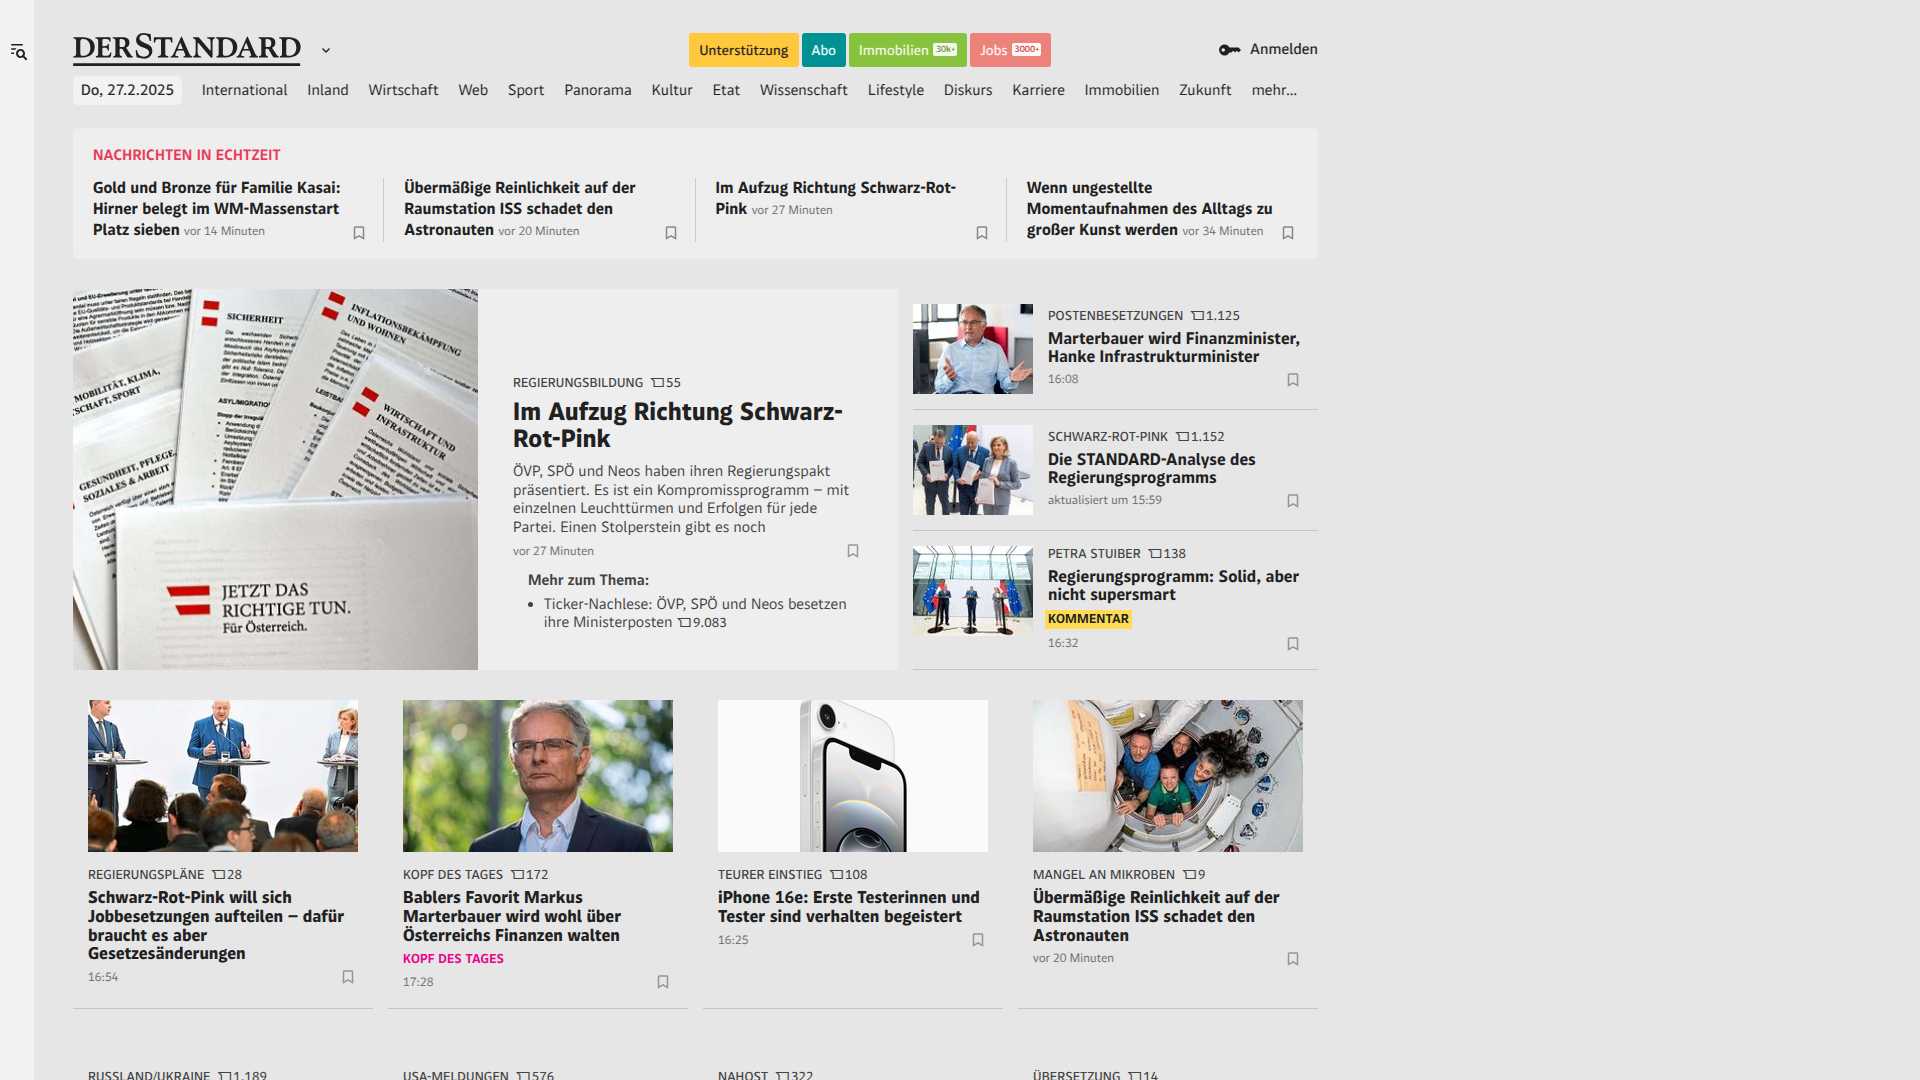 DERSTANDARD
Unterstützung
Abo
Immobilien 30k+
Jobs 3000+
Anmelden
Do, 27.2.2025
International
Inland
Wirtschaft
Web
Sport
Panorama
Kultur
Etat
Wissenschaft
Lifestyle
Diskurs
Karriere
Immobilien
Zukunft
mehr...
NACHRICHTEN IN ECHTZEIT
Gold und Bronze für Familie Kasai:
Hirner belegt im WM-Massenstart
Platz sieben vor 14 Minuten
Übermäßige Reinlichkeit auf der
Raumstation ISS schadet den
Astronauten vor 20 Minuten
Im Aufzug Richtung Schwarz-Rot-
Pink vor 27 Minuten
Wenn ungestellte
Momentaufnahmen des Alltags zu
großer Kunst werden vor 34 Minuten
SICHERHEIT
INFLATIONSBEKÄMPFUNG
UND WOHNEN
MOBILITÄT, KLIMA,
WIRTSCHAFT UND
INFRASTRUKTUR
GESUNDHEIT, PFLEGE,
SOZIALES & ARBEIT
JETZT DAS
RICHTIGE TUN.
Für Österreich.
REGIERUNGSBILDUNG 55
Im Aufzug Richtung Schwarz-
Rot-Pink
ÖVP, SPÖ und Neos haben ihren Regierungspakt
präsentiert. Es ist ein Kompromissprogramm – mit
einzelnen Leuchttürmen und Erfolgen für jede
Partei. Einen Stolperstein gibt es noch
vor 27 Minuten
Mehr zum Thema:
• Ticker-Nachlese: ÖVP, SPÖ und Neos besetzen
ihre Ministerposten 9.083
POSTENBESETZUNGEN 1.125
Marterbauer wird Finanzminister,
Hanke Infrastrukturminister
16:08
SCHWARZ-ROT-PINK 1.152
Die STANDARD-Analyse des
Regierungsprogramms
aktualisiert um 15:59
PETRA STUIBER 138
Regierungsprogramm: Solid, aber
nicht supersmart
KOMMENTAR
16:32
REGIERUNGSPLÄNE 28
Schwarz-Rot-Pink will sich
Jobbesetzungen aufteilen – dafür
braucht es aber
Gesetzesänderungen
16:54
KOPF DES TAGES 172
Bablers Favorit Markus
Marterbauer wird wohl über
Österreichs Finanzen walten
KOPF DES TAGES
17:28
TEURER EINSTIEG 108
iPhone 16e: Erste Testerinnen und
Tester sind verhalten begeistert
16:25
MANGEL AN MIKROBEN 9
Übermäßige Reinlichkeit auf der
Raumstation ISS schadet den
Astronauten
vor 20 Minuten
RUSSLAND/UKRAINE 1.189
USA-MELDUNGEN 576
NAHOST 322
ÜBERSETZUNG 14